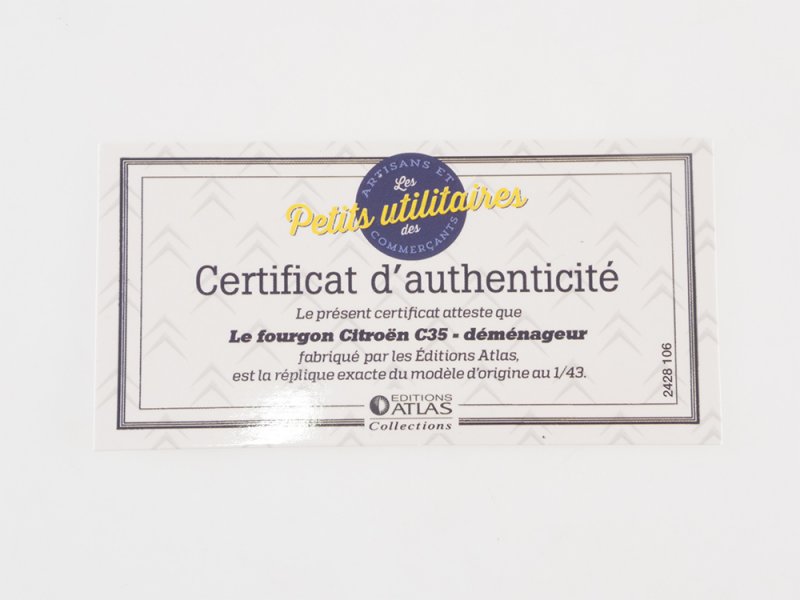 Les
Petits utilitaires
des
ARTISANS ET
COMMERÇANTS
Certificat d'authenticité
Le présent certificat atteste que
Le fourgon Citroën C35 - déménageur
fabriqué par les Éditions Atlas,
est la réplique exacte du modèle d'origine au 1/43.
2428 106
EDITIONS
ATLAS
Collections